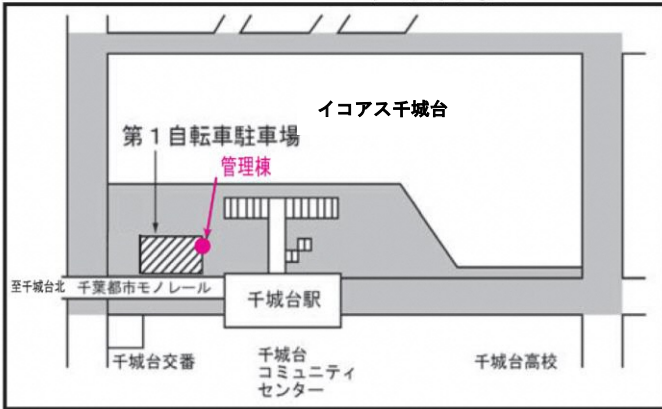 イコアス千城台
第1自転車駐車場
管理棟
至千城台北
千葉都市モノレール
千城台駅
千城台交番
千城台
コミュニティ
センター
千城台高校